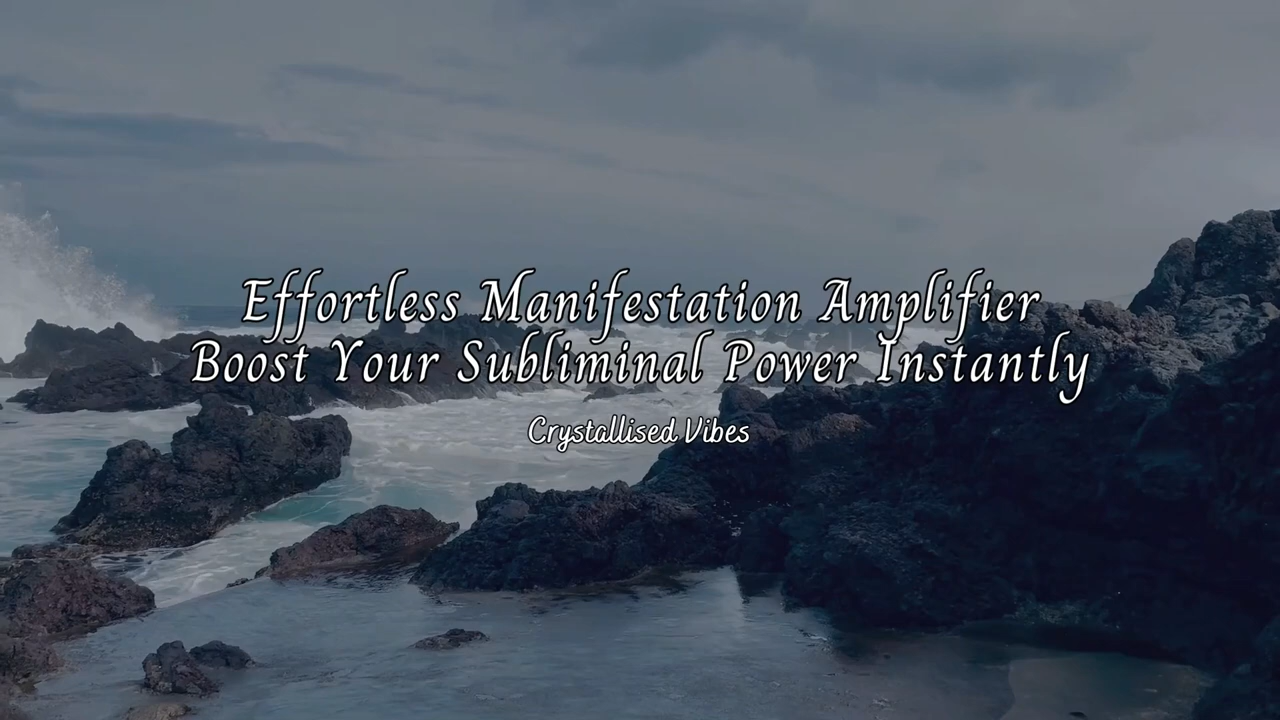 Effortless Manifestation Amplifier
Boost Your Subliminal Power Instantly
Crystallised Vibes